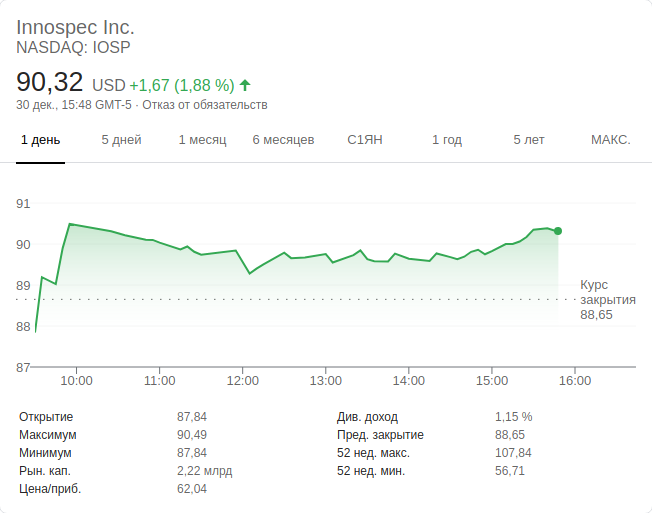 Innospec Inc.
NASDAQ: IOSP
90,32 USD +1,67 (1,88 %)
30 дек., 15:48 GMT-5 · Отказ от обязательств
1 день 5 дней 1 месяц 6 месяцев С1ЯН 1 год 5 лет МАКС.
91
90
89
88
87
Курс
закрытия
88,65
10:00 11:00 12:00 13:00 14:00 15:00 16:00
Открытие 87,84 Див. доход 1,15 %
Максимум 90,49 Пред. закрытие 88,65
Минимум 87,84 52 нед. макс. 107,84
Рын. кап. 2,22 млрд 52 нед. мин. 56,71
Цена/приб. 62,04